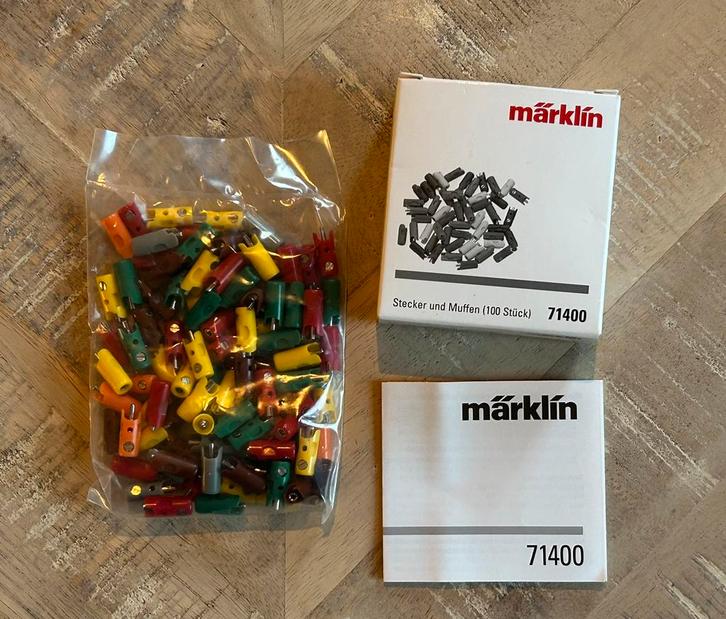 märklin
Stecker und Muffen (100 Stück) 71400
märklin
71400